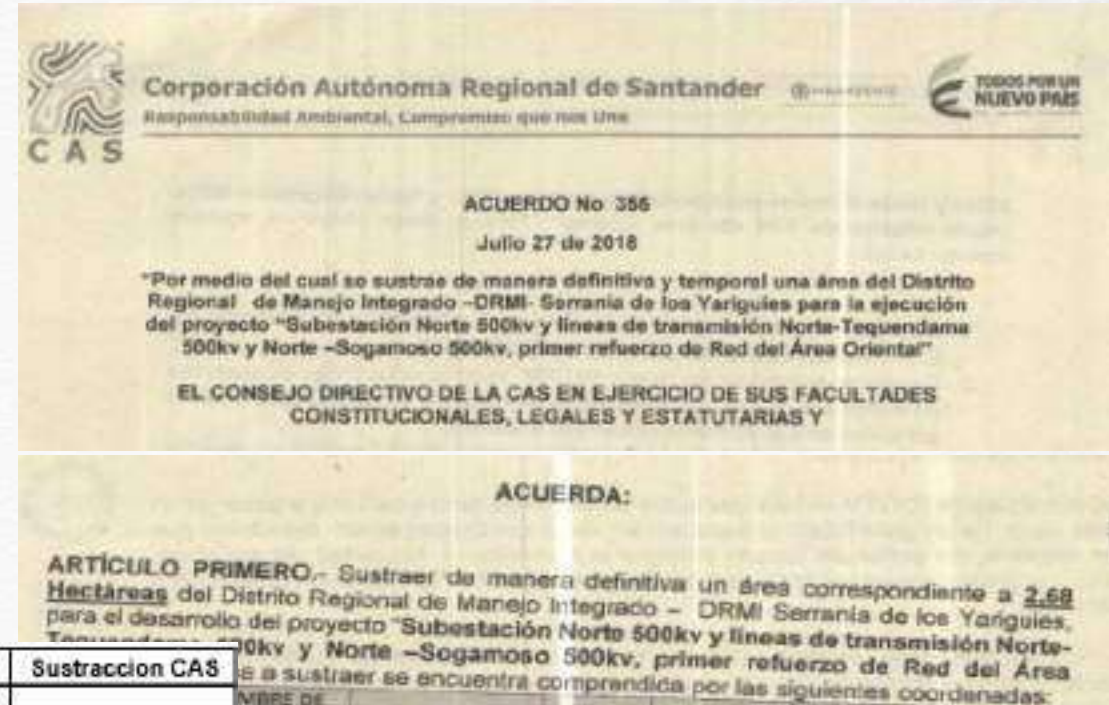 Corporación Autónoma Regional de Santander
Responsabilidad Ambiental, Compromiso que nos Une
CAS
TODOS POR UN
NUEVO PAÍS
ACUERDO No 356
Julio 27 de 2018
"Por medio del cual se sustrae de manera definitiva y temporal una área del Distrito
Regional de Manejo Integrado –DRMI- Serrania de los Yariguies para la ejecución
del proyecto "Subestación Norte 500kv y lineas de transmisión Norte-Tequendama
500kv y Norte –Sogamoso 500kv, primer refuerzo de Red del Área Oriental"
EL CONSEJO DIRECTIVO DE LA CAS EN EJERCICIO DE SUS FACULTADES
CONSTITUCIONALES, LEGALES Y ESTATUTARIAS Y
ACUERDA:
ARTÍCULO PRIMERO.- Sustraer de manera definitiva un área correspondiente a 2,68
Hectáreas del Distrito Regional de Manejo Integrado – DRMI Serranía de los Yariguies,
para el desarrollo del proyecto "Subestación Norte 500kv y lineas de transmisión Norte-
Tequendama 500kv y Norte –Sogamoso 500kv, primer refuerzo de Red del Área
a sustraer se encuentra comprendida por las siguientes coordenadas:
Sustraccion CAS